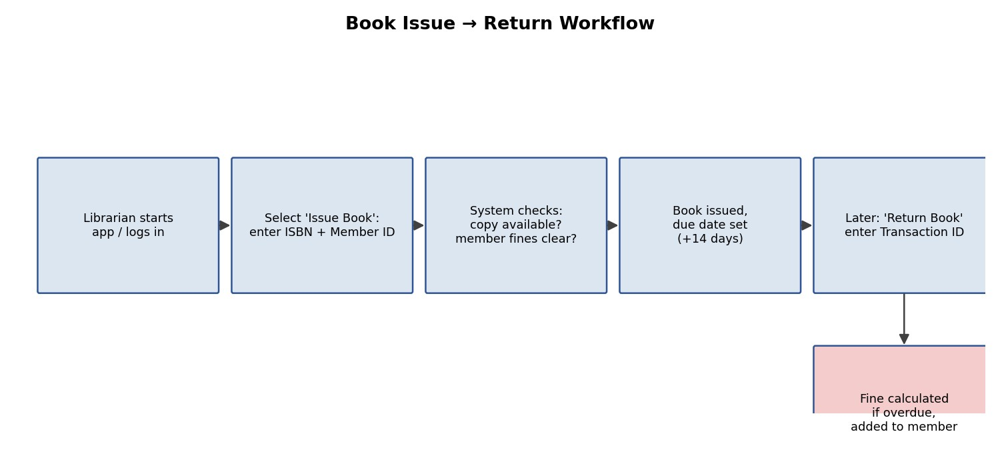 Book Issue → Return Workflow
Librarian starts
app / logs in
Select 'Issue Book':
enter ISBN + Member ID
System checks:
copy available?
member fines clear?
Book issued,
due date set
(+14 days)
Later: 'Return Book'
enter Transaction ID
Fine calculated
if overdue,
added to member